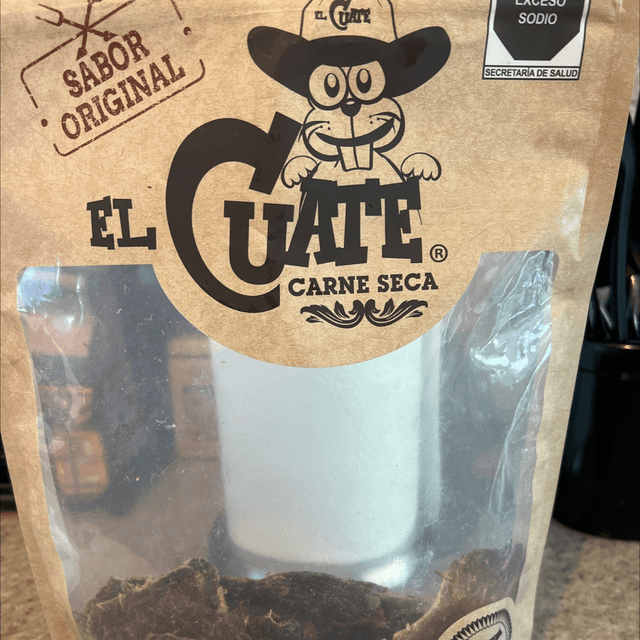 SABOR
ORIGINAL
EL CUATE
EXCESO
SODIO
SECRETARÍA DE SALUD
EL CUATE®
CARNE SECA